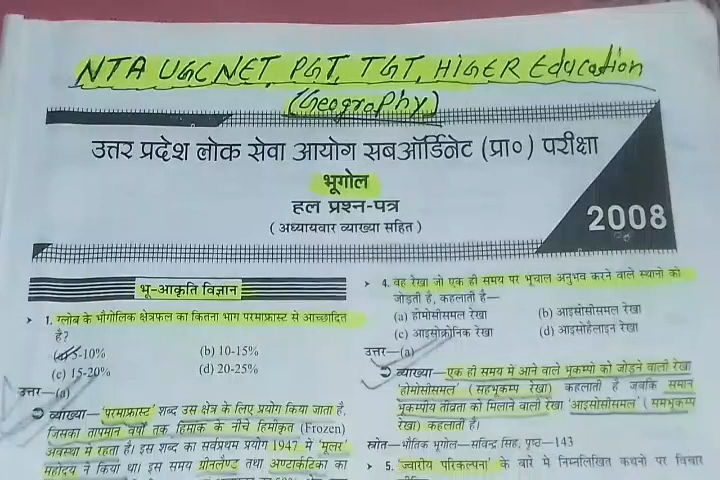 NTA UGC NET, PGT, TGT, HIGER Education
(Geography)
उत्तर प्रदेश लोक सेवा आयोग सबऑर्डिनेट (प्रा०) परीक्षा
भूगोल
हल प्रश्न-पत्र
(अध्यायवार व्याख्या सहित)
2008
भू-आकृति विज्ञान
1. ग्लोब के भौगोलिक क्षेत्रफल का कितना भाग परमाफ्रास्ट से आच्छादित
है?
(a) 5-10% (b) 10-15%
(c) 15-20% (d) 20-25%
उत्तर—(a)
व्याख्या—'परमाफ्रास्ट' शब्द उस क्षेत्र के लिए प्रयोग किया जाता है,
जिसका तापमान वर्षों तक हिमांक के नीचे हिमीकृत (Frozen)
अवस्था में रहता है। इस शब्द का सर्वप्रथम प्रयोग 1947 में 'मूलर'
महोदय ने किया था। इस समय ग्रीनलैण्ट तथा अण्टार्कटिका का
4. वह रेखा जो एक ही समय पर भूचाल अनुभव करने वाले स्थानों को
जोड़ती है, कहलाती है—
(a) होमोसीसमल रेखा (b) आइसोसीसमल रेखा
(c) आइसोक्रोनिक रेखा (d) आइसोहेलाइन रेखा
उत्तर—(a)
व्याख्या—एक ही समय में आने वाले भूकम्पों को जोड़ने वाली रेखा
'होमोसीसमल' (सहभूकम्प रेखा) कहलाती है जबकि समान
भूकम्पीय तीव्रता को मिलाने वाली रेखा 'आइसोसीसमल' (समभूकम्प
रेखा) कहलाती है।
स्रोत—भौतिक भूगोल—सविन्द्र सिंह, पृष्ठ—143
5. 'ज्वारीय परिकल्पना' के बारे में निम्नलिखित कथनों पर विचार